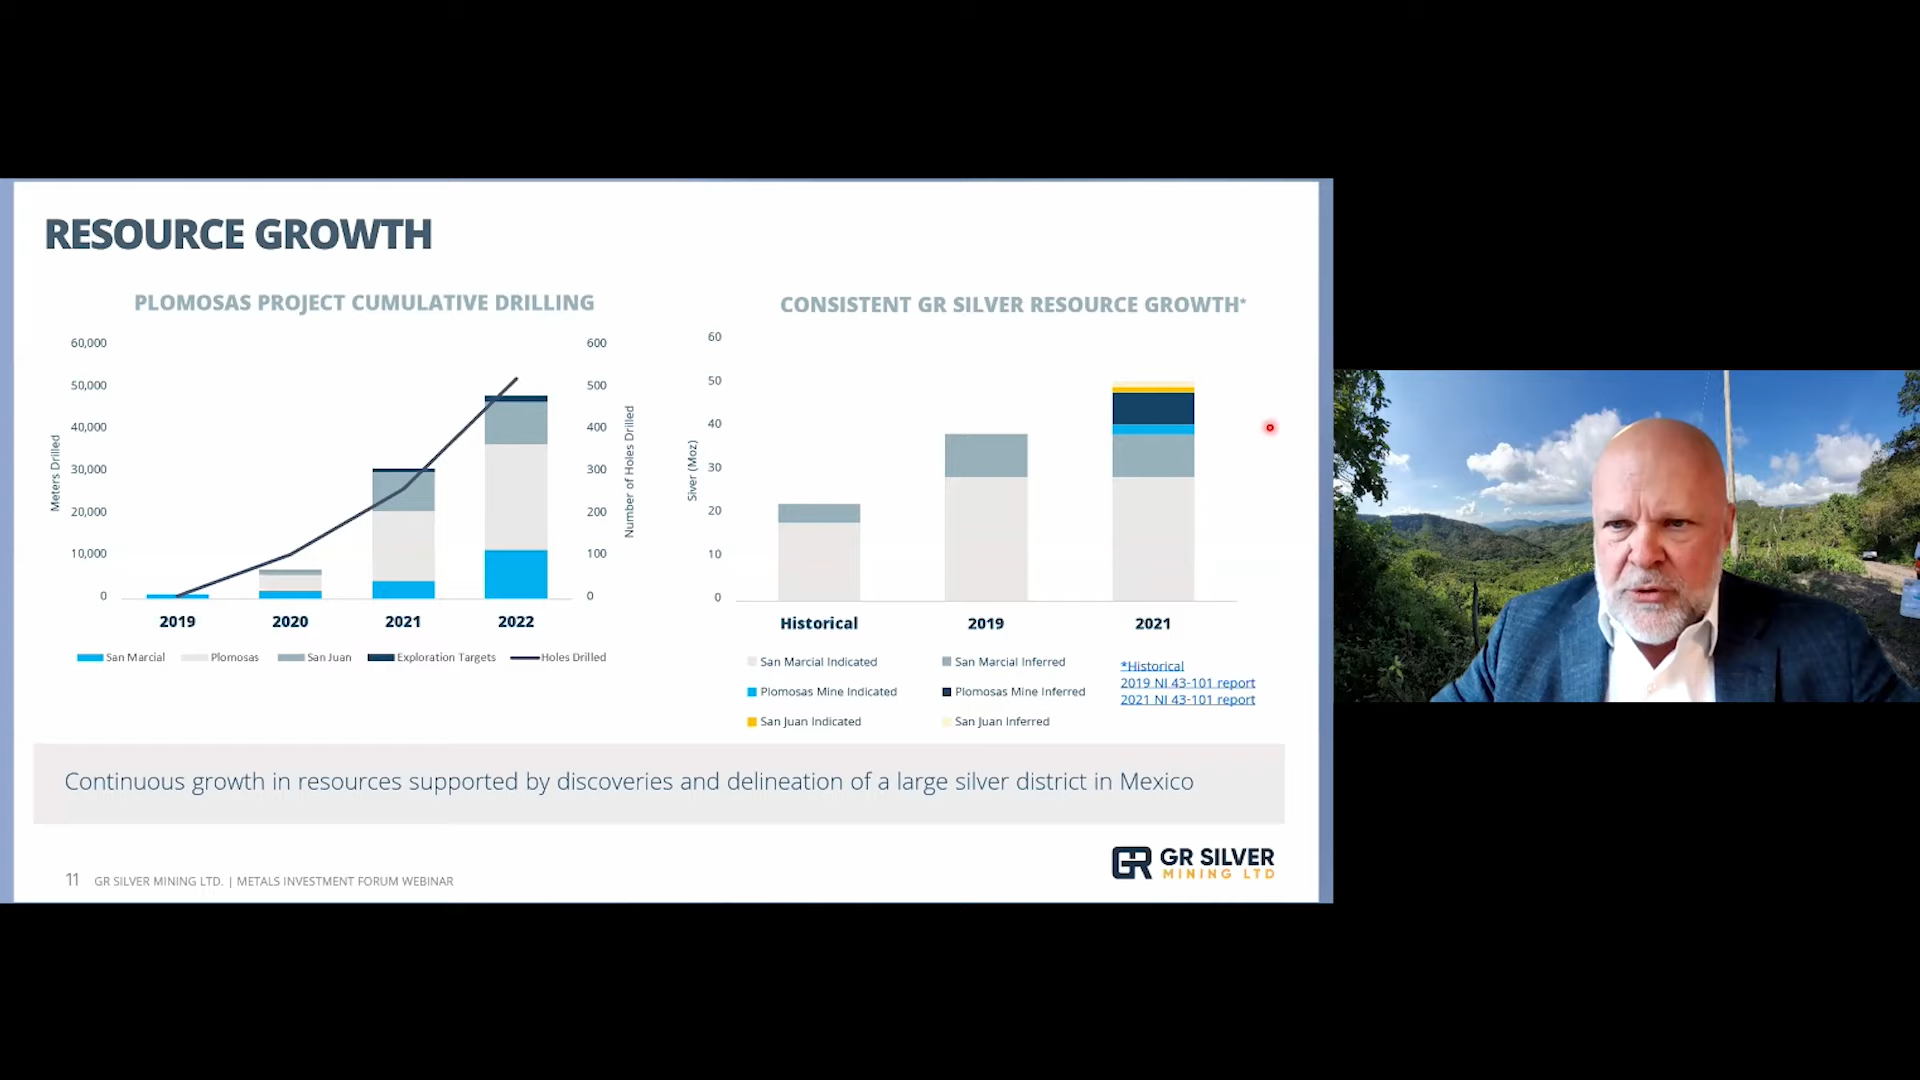 RESOURCE GROWTH
PLOMOSAS PROJECT CUMULATIVE DRILLING
60,000
50,000
40,000
30,000
20,000
10,000
0
Meters Drilled
600
500
400
300
200
100
0
Number of Holes Drilled
2019 2020 2021 2022
San Marcial Plomosas San Juan Exploration Targets Holes Drilled
CONSISTENT GR SILVER RESOURCE GROWTH*
60
50
40
30
20
10
0
Siver (Moz)
Historical 2019 2021
San Marcial Indicated San Marcial Inferred
Plomosas Mine Indicated Plomosas Mine Inferred
San Juan Indicated San Juan Inferred
*Historical
2019 NI 43-101 report
2021 NI 43-101 report
Continuous growth in resources supported by discoveries and delineation of a large silver district in Mexico
11 GR SILVER MINING LTD. | METALS INVESTMENT FORUM WEBINAR
GR GR SILVER
MINING LTD